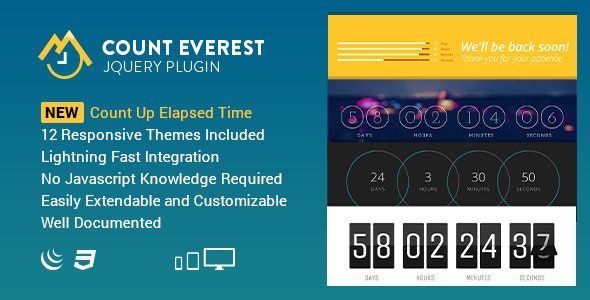 COUNT EVEREST
JQUERY PLUGIN
NEW Count Up Elapsed Time
12 Responsive Themes Included
Lightning Fast Integration
No Javascript Knowledge Required
Easily Extendable and Customizable
Well Documented
We'll be back soon!
Thank you for your patience.
58 02 14 06
DAYS HOURS MINUTES SECONDS
24 3 30 50
DAYS HOURS MINUTES SECONDS
58 02 24 37
DAYS HOURS MINUTES SECONDS